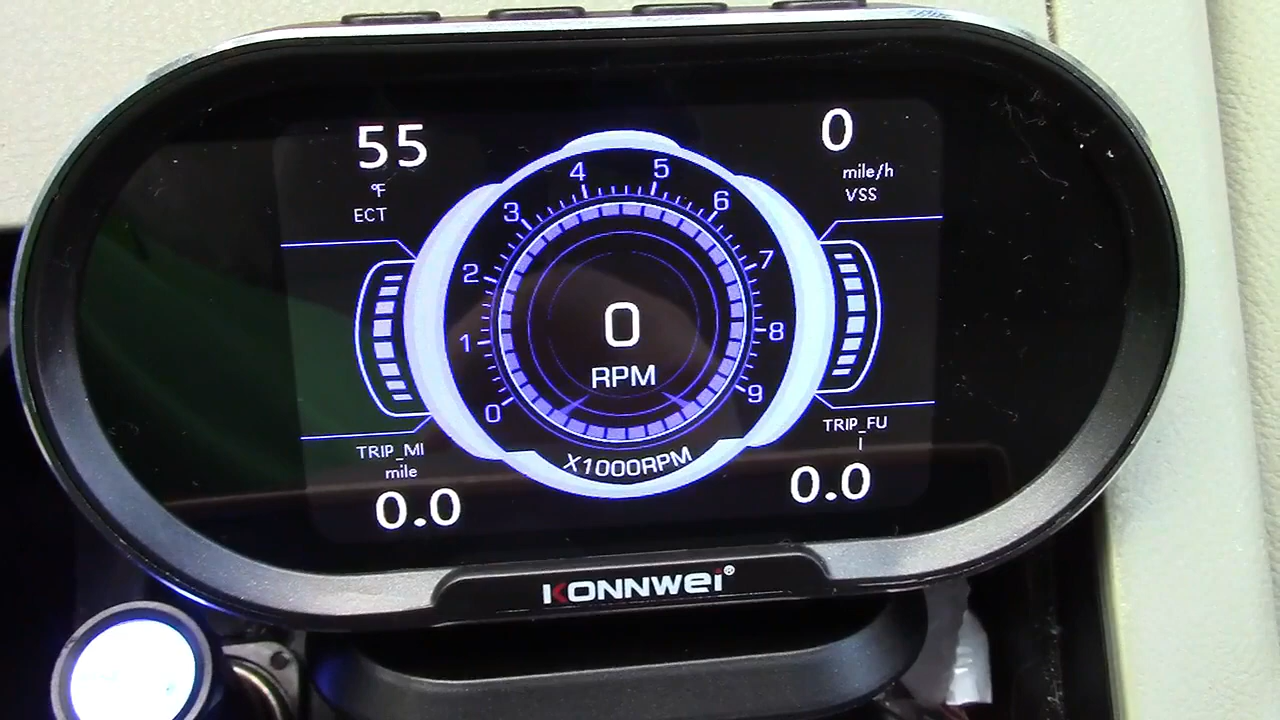 55
°F
ECT
0
mile/h
VSS
0
1
2
3
4
5
6
7
8
9
0
RPM
X1000RPM
TRIP_MI
mile
0.0
TRIP_FU
l
0.0
KONNWEI®